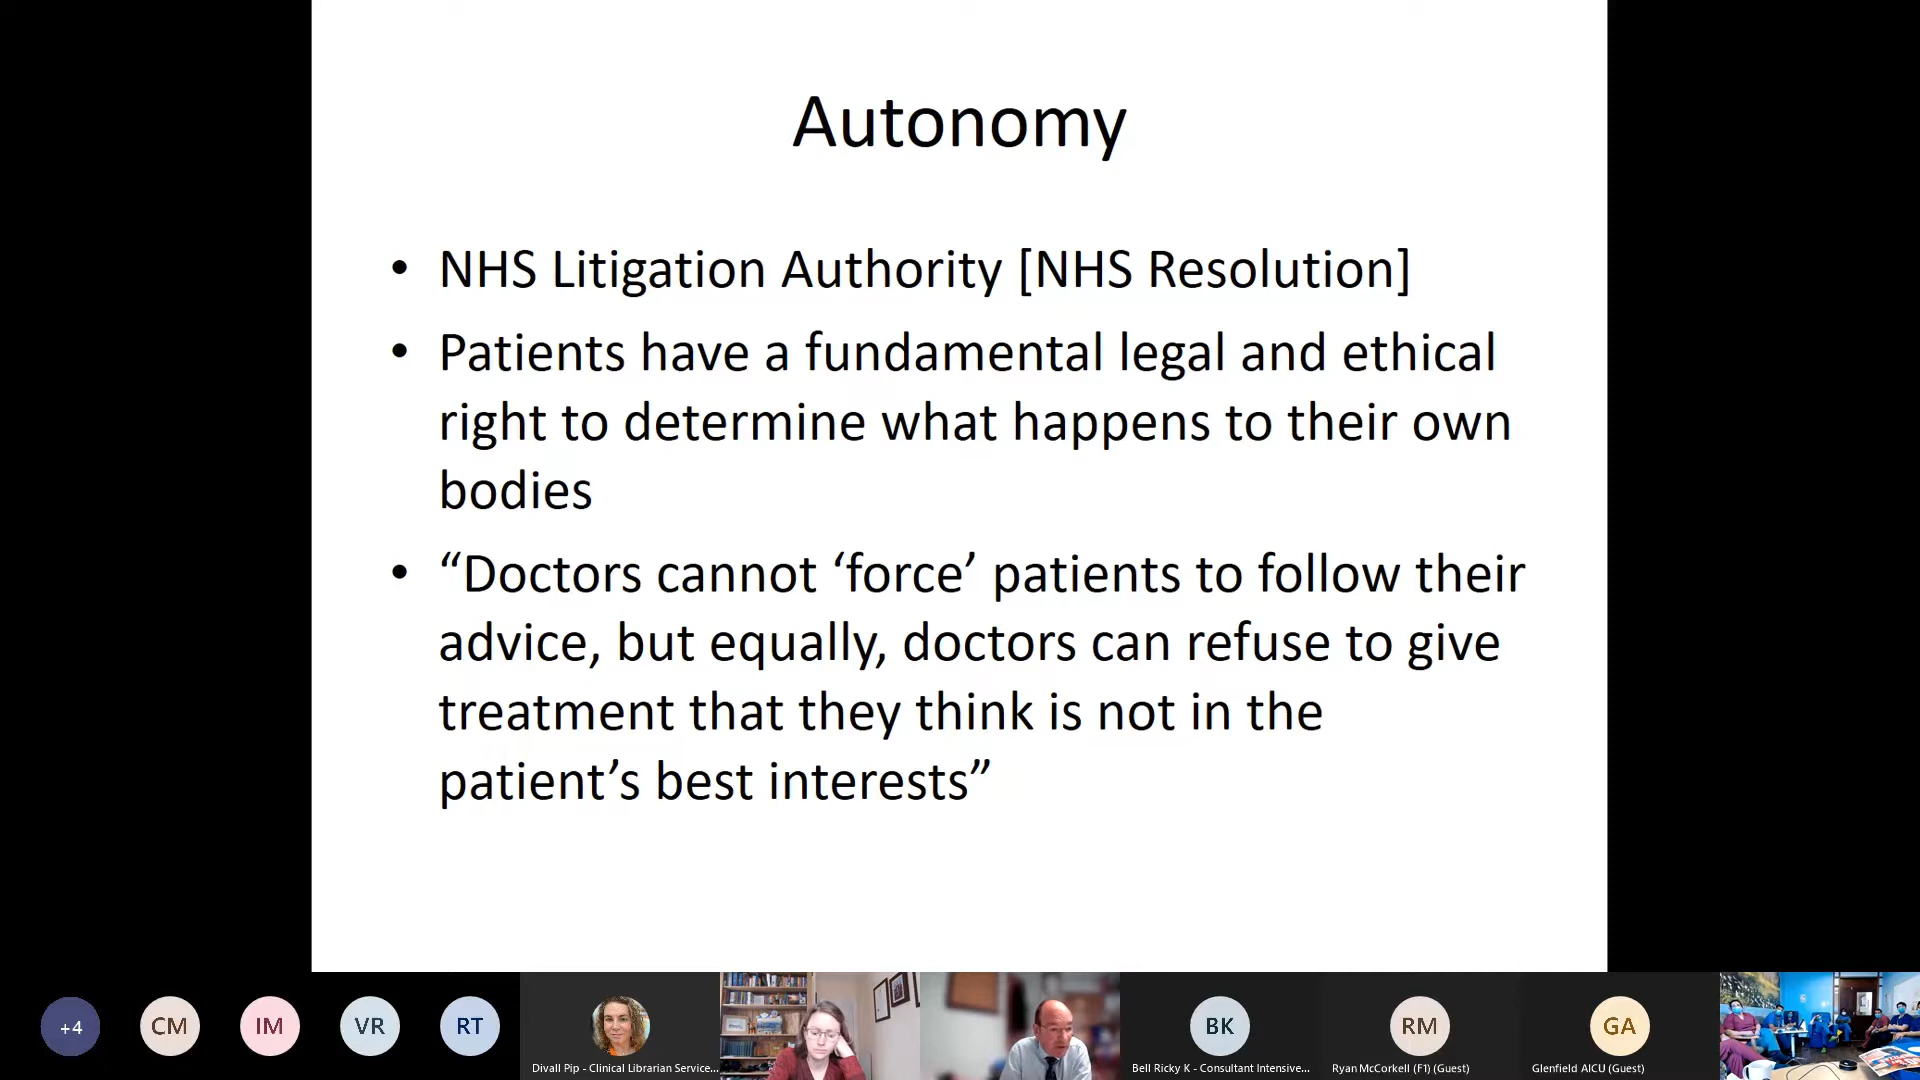 Autonomy
• NHS Litigation Authority [NHS Resolution]
• Patients have a fundamental legal and ethical
right to determine what happens to their own
bodies
• “Doctors cannot ‘force’ patients to follow their
advice, but equally, doctors can refuse to give
treatment that they think is not in the
patient’s best interests”
+4 CM IM VR RT BK RM GA
Divall Pip - Clinical Librarian Service... Bell Ricky K - Consultant Intensive... Ryan McCorkell (F1) (Guest) Glenfield AICU (Guest)